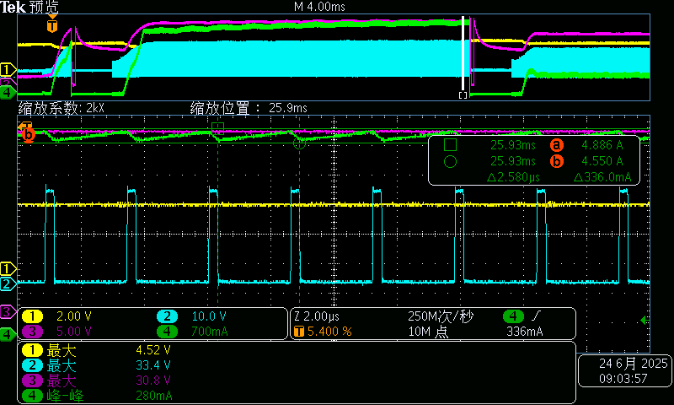 Tek 预览 M 4.00ms
T
1
3
4
缩放系数: 2kX 缩放位置： 25.9ms
b
25.93ms a 4.886 A
25.93ms b 4.550 A
△2.580μs △336.0mA
1
2
3
4
1 2.00 V 2 10.0 V Z 2.00μs 250M次/秒 4
3 5.00 V 4 700mA T 5.400 % 10M 点 336mA
1 最大 4.52 V
2 最大 33.4 V
3 最大 30.8 V
4 峰-峰 280mA
24 6月 2025
09:03:57